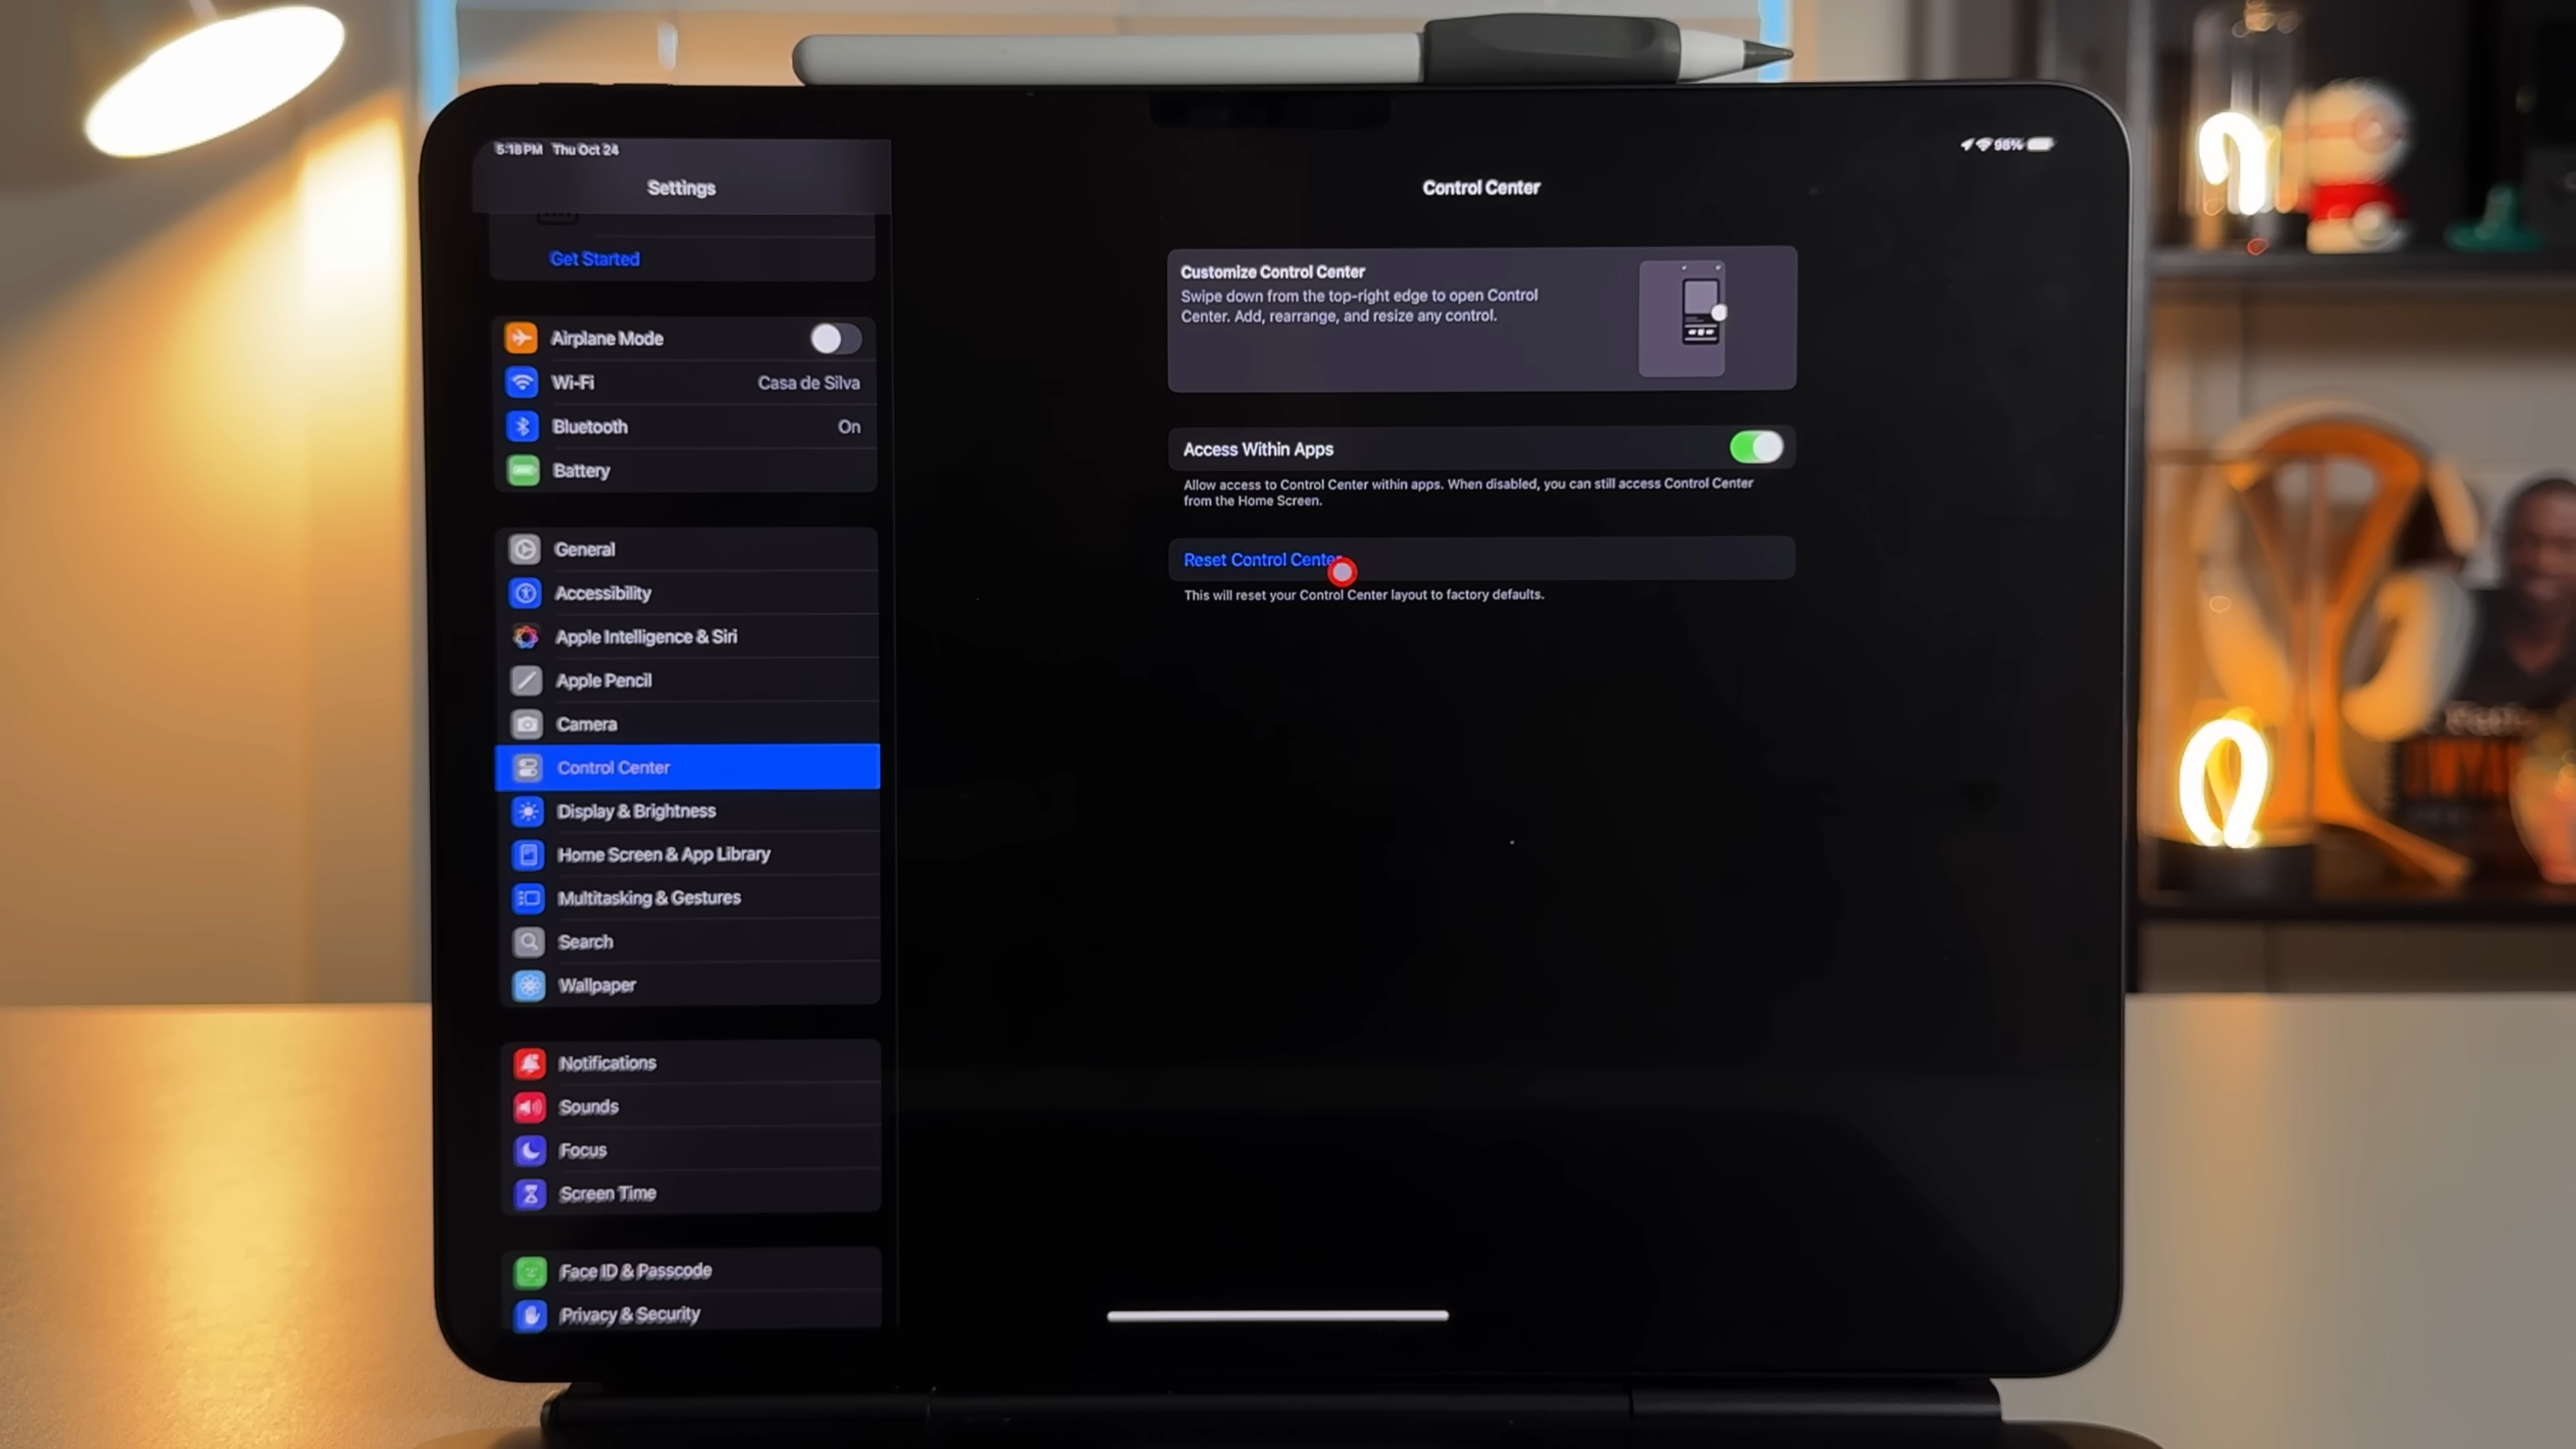 5:18 PM Thu Oct 24
98%
Settings
Get Started
Airplane Mode
Wi-Fi Casa de Silva
Bluetooth On
Battery
General
Accessibility
Apple Intelligence & Siri
Apple Pencil
Camera
Control Center
Display & Brightness
Home Screen & App Library
Multitasking & Gestures
Search
Wallpaper
Notifications
Sounds
Focus
Screen Time
Face ID & Passcode
Privacy & Security
Control Center
Customize Control Center
Swipe down from the top-right edge to open Control
Center. Add, rearrange, and resize any control.
Access Within Apps
Allow access to Control Center within apps. When disabled, you can still access Control Center
from the Home Screen.
Reset Control Center
This will reset your Control Center layout to factory defaults.